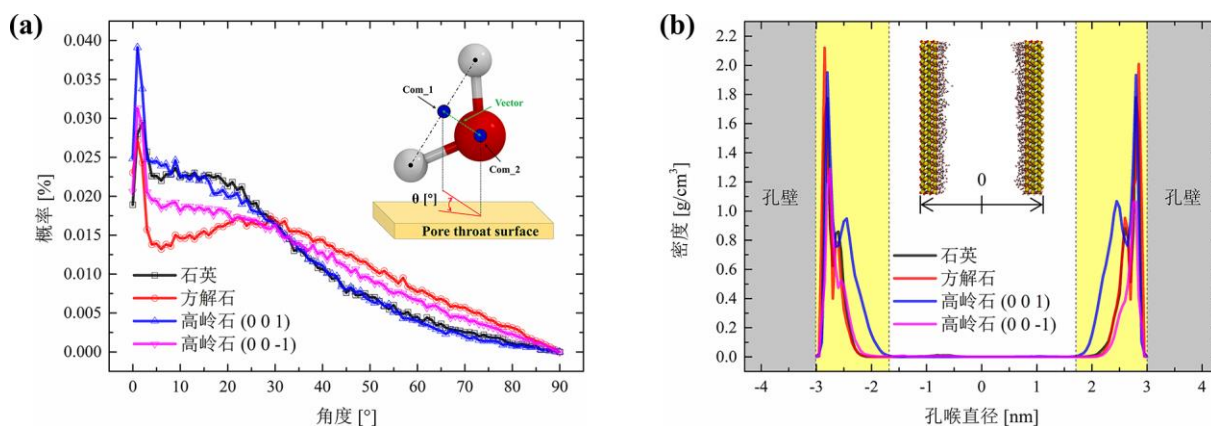 (a)
0.040
0.035
0.030
0.025
0.020
0.015
0.010
0.005
0.000
概率 [%]
0 10 20 30 40 50 60 70 80 90
角度 [°]
Com_1
Vector
Com_2
θ [°]
Pore throat surface
石英
方解石
高岭石 (0 0 1)
高岭石 (0 0 -1)
(b)
2.2
2.0
1.8
1.6
1.4
1.2
1.0
0.8
0.6
0.4
0.2
0.0
密度 [g/cm³]
-4 -3 -2 -1 0 1 2 3 4
孔喉直径 [nm]
孔壁
0
孔壁
石英
方解石
高岭石 (0 0 1)
高岭石 (0 0 -1)